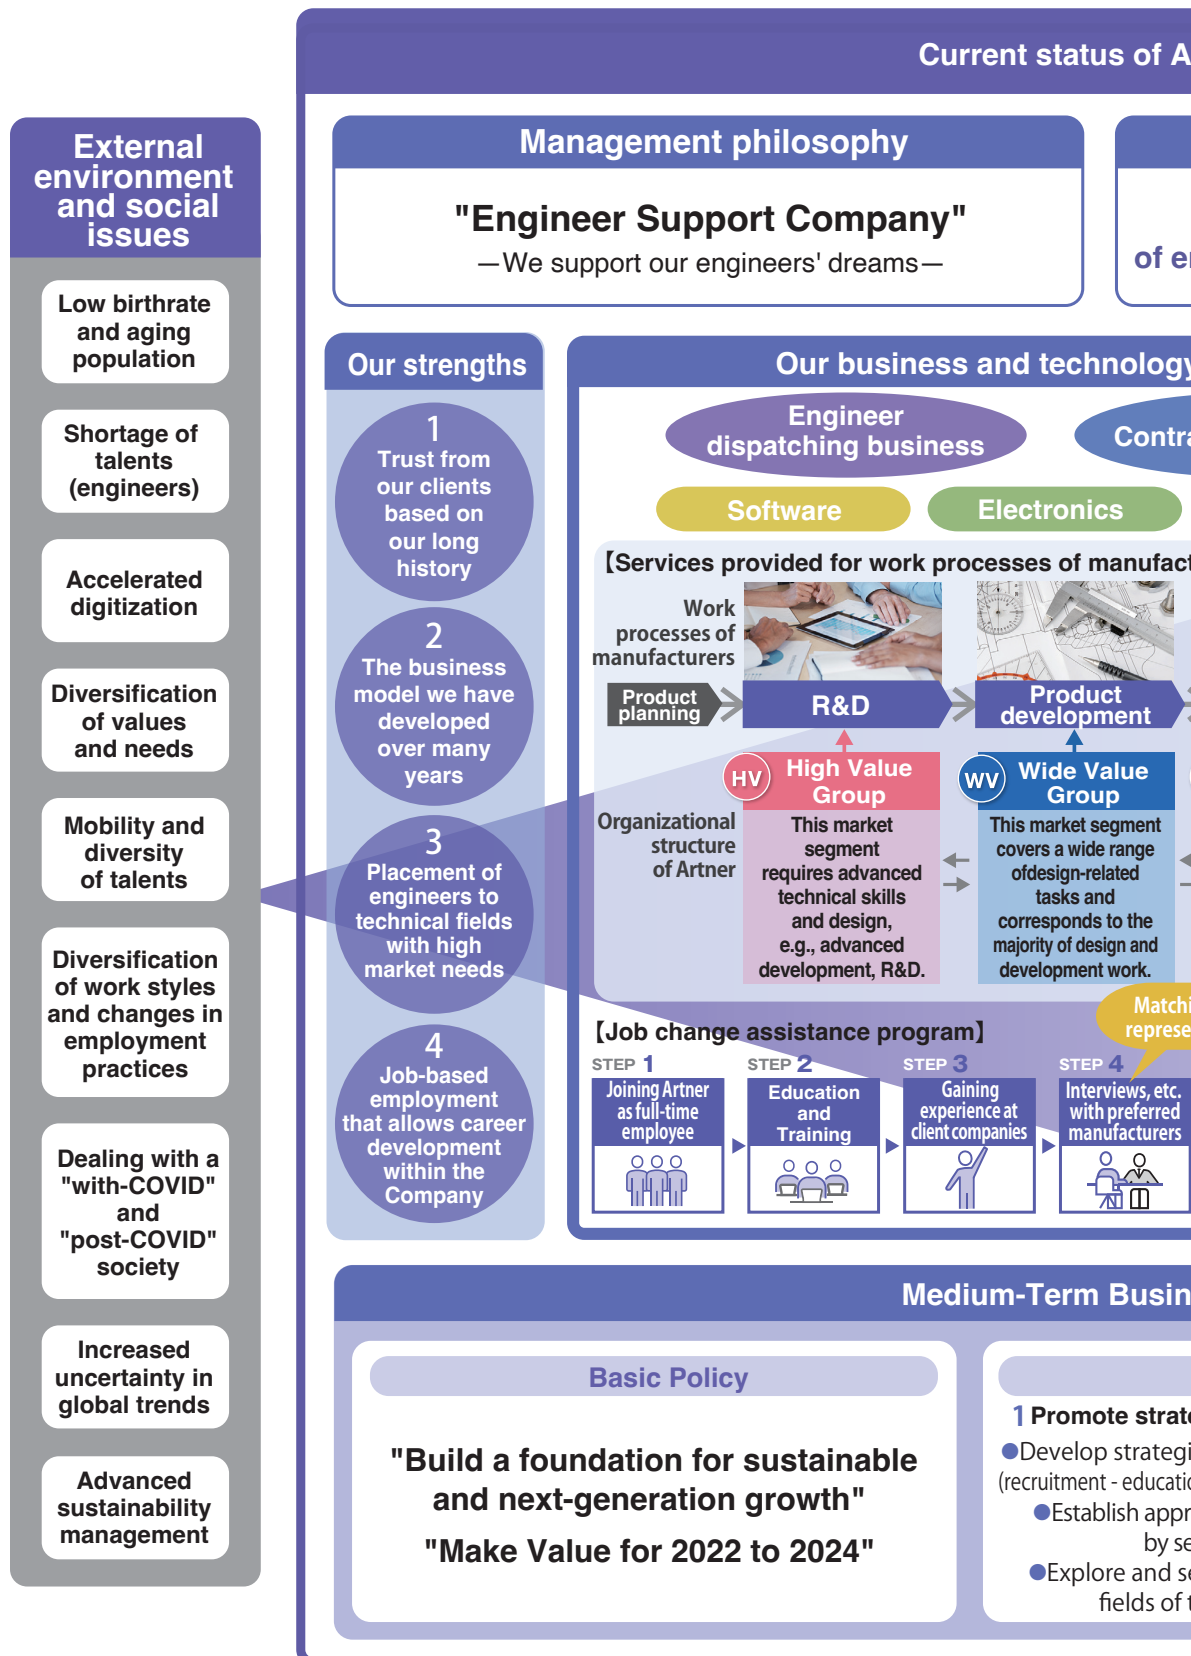 Current status of A
External
environment
and social
issues
Low birthrate
and aging
population
Shortage of
talents
(engineers)
Accelerated
digitization
Diversification
of values
and needs
Mobility and
diversity
of talents
Diversification
of work styles
and changes in
employment
practices
Dealing with a
"with-COVID"
and
"post-COVID"
society
Increased
uncertainty in
global trends
Advanced
sustainability
management
Management philosophy
"Engineer Support Company"
—We support our engineers' dreams—
of e
Our strengths
1
Trust from
our clients
based on
our long
history
2
The business
model we have
developed
over many
years
3
Placement of
engineers to
technical fields
with high
market needs
4
Job-based
employment
that allows career
development
within the
Company
Our business and technology
Engineer
dispatching business
Contra
Software
Electronics
【Services provided for work processes of manufact
Work
processes of
manufacturers
Product
planning
R&D
Product
development
Organizational
structure
of Artner
HV
High Value
Group
This market
segment
requires advanced
technical skills
and design,
e.g., advanced
development, R&D.
WV
Wide Value
Group
This market segment
covers a wide range
ofdesign-related
tasks and
corresponds to the
majority of design and
development work.
Matchi
represe
【Job change assistance program】
STEP 1
Joining Artner
as full-time
employee
STEP 2
Education
and
Training
STEP 3
Gaining
experience at
client companies
STEP 4
Interviews, etc.
with preferred
manufacturers
Medium-Term Busin
Basic Policy
"Build a foundation for sustainable
and next-generation growth"
"Make Value for 2022 to 2024"
1 Promote strate
●Develop strategi
(recruitment - educatio
●Establish appr
by se
●Explore and se
fields of t